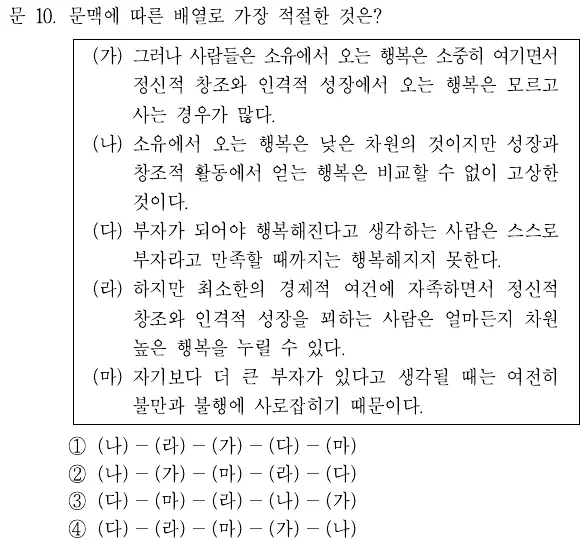 문 10. 문맥에 따른 배열로 가장 적절한 것은?
(가) 그러나 사람들은 소유에서 오는 행복은 소중히 여기면서
정신적 창조와 인격적 성장에서 오는 행복은 모르고
사는 경우가 많다.
(나) 소유에서 오는 행복은 낮은 차원의 것이지만 성장과
창조적 활동에서 얻는 행복은 비교할 수 없이 고상한
것이다.
(다) 부자가 되어야 행복해진다고 생각하는 사람은 스스로
부자라고 만족할 때까지는 행복해지지 못한다.
(라) 하지만 최소한의 경제적 여건에 자족하면서 정신적
창조와 인격적 성장을 꾀하는 사람은 얼마든지 차원
높은 행복을 누릴 수 있다.
(마) 자기보다 더 큰 부자가 있다고 생각될 때는 여전히
불만과 불행에 사로잡히기 때문이다.
① (나) - (라) - (가) - (다) - (마)
② (나) - (가) - (마) - (라) - (다)
③ (다) - (마) - (라) - (나) - (가)
④ (다) - (라) - (마) - (가) - (나)